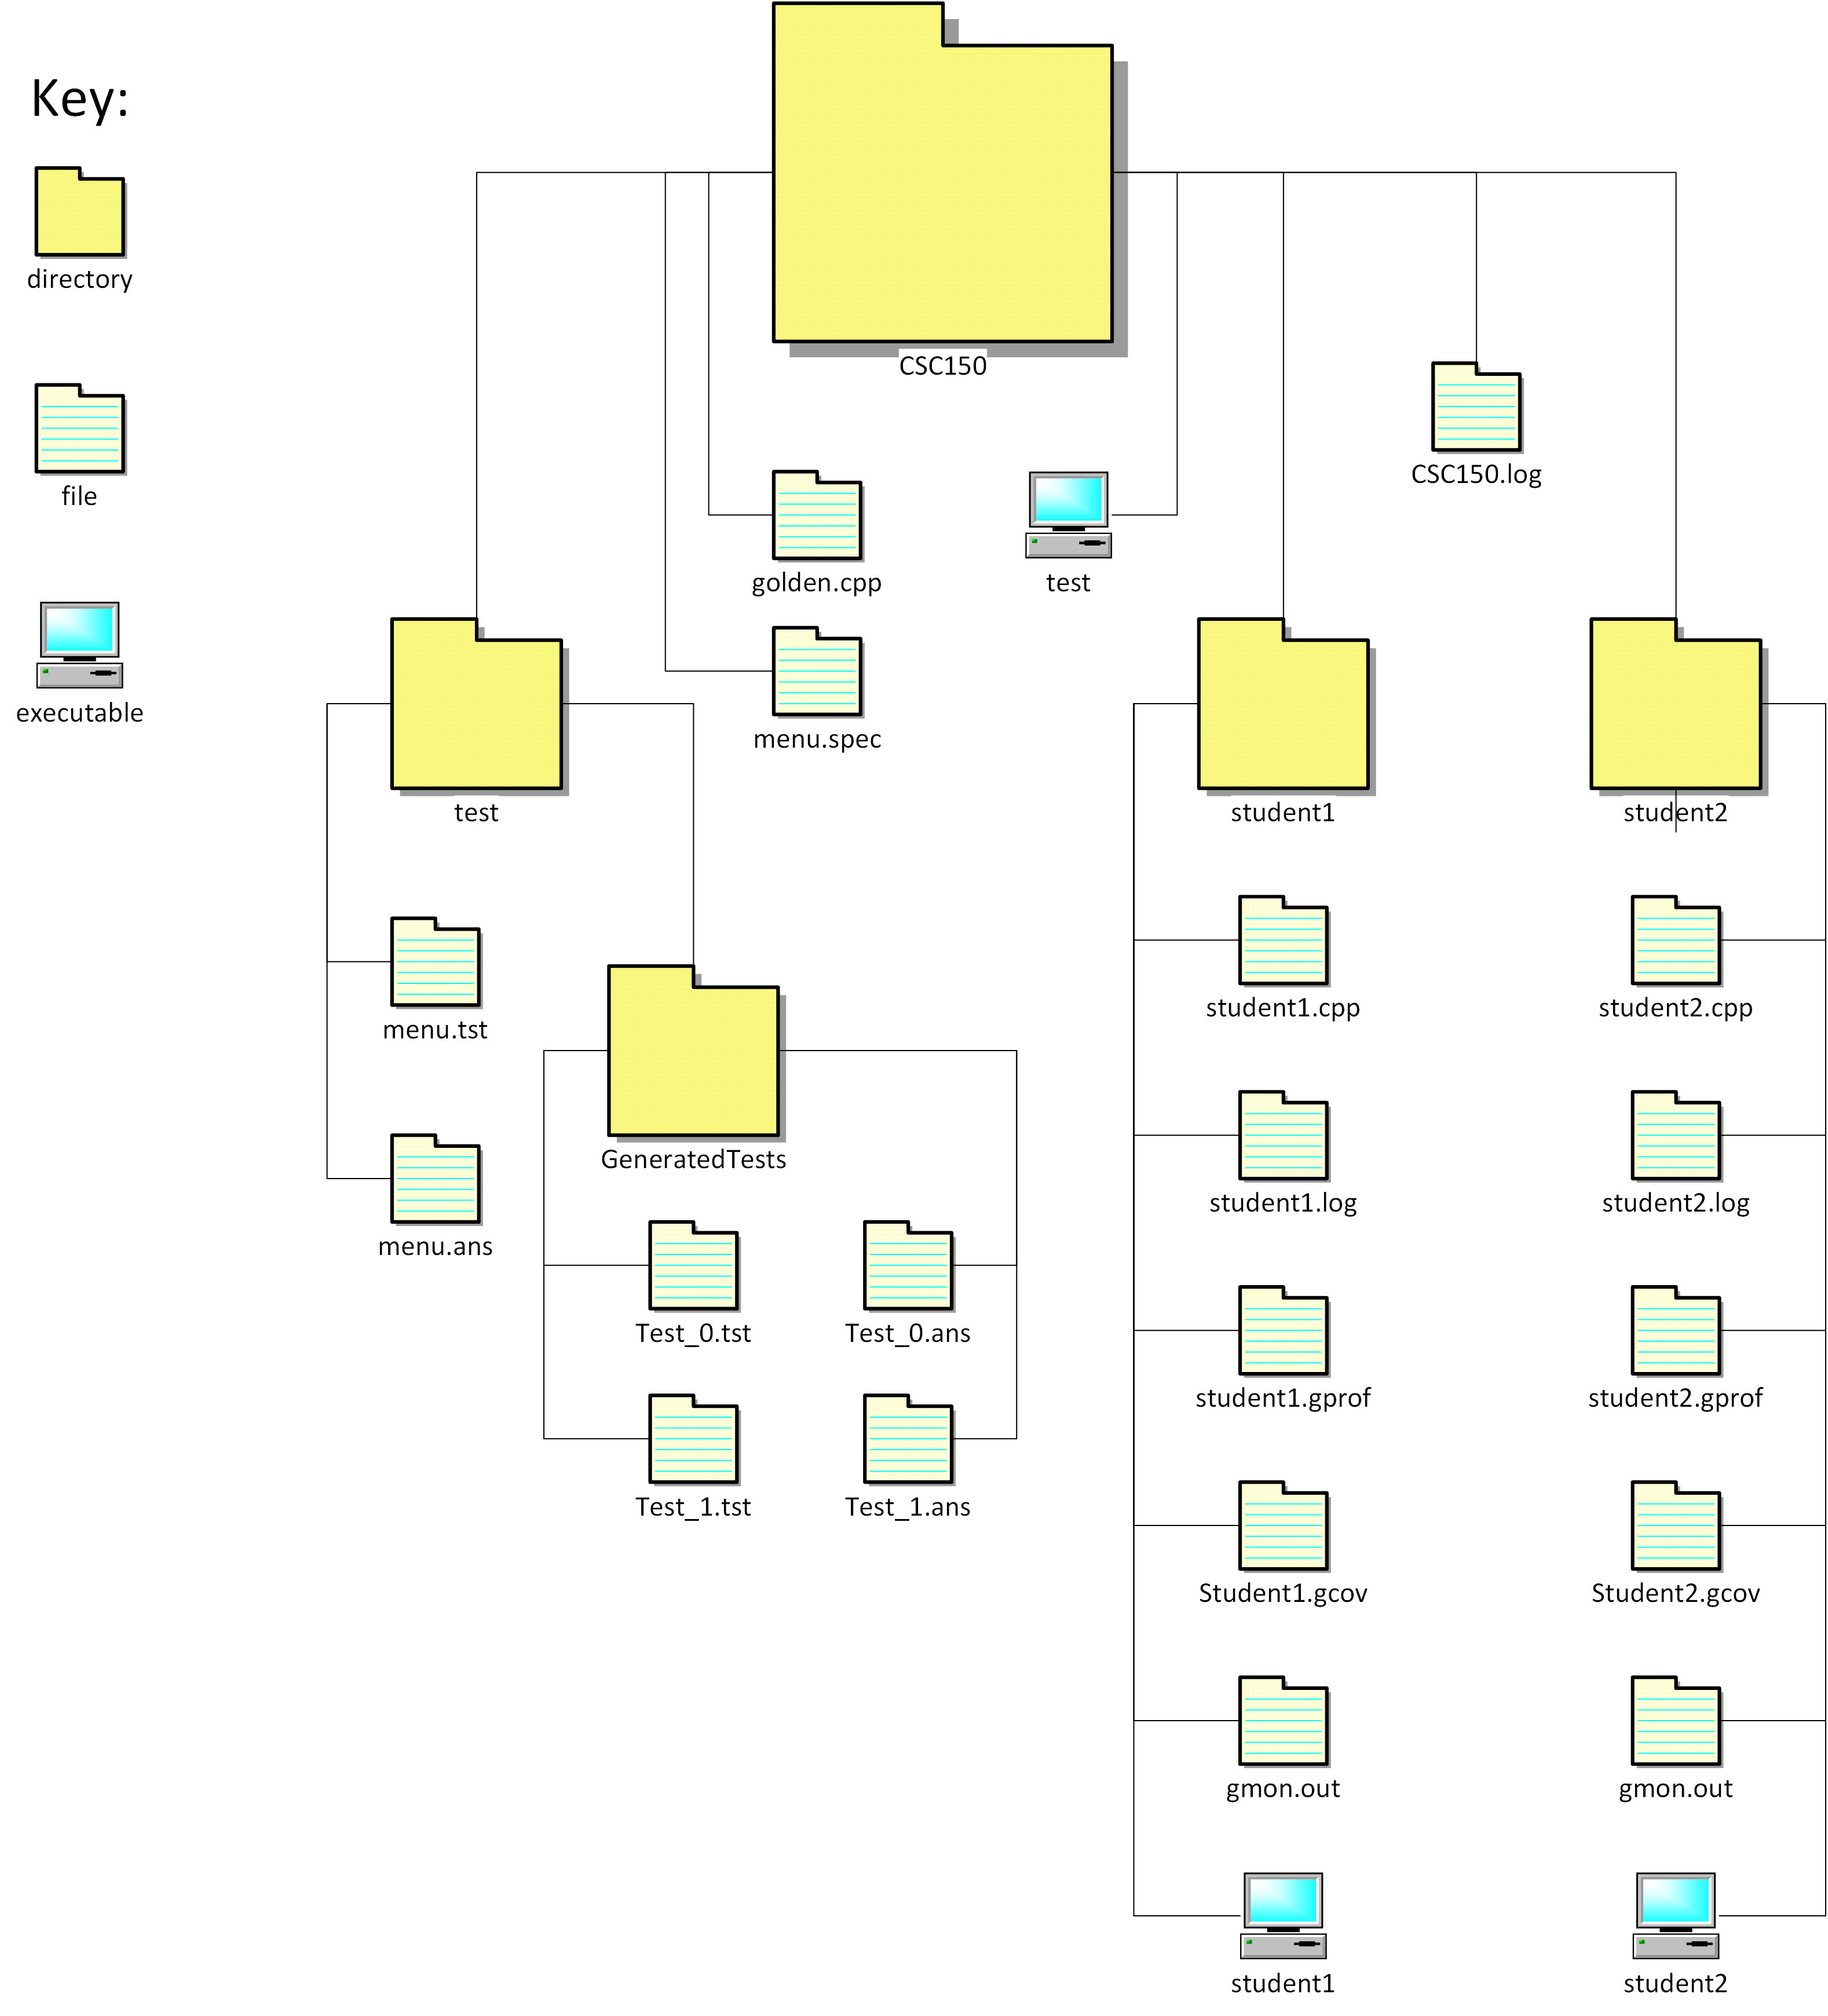 Key:
directory
file
executable
CSC150
CSC150.log
golden.cpp
test
menu.spec
test
student1
student2
menu.tst
menu.ans
GeneratedTests
Test_0.tst
Test_0.ans
Test_1.tst
Test_1.ans
student1.cpp
student2.cpp
student1.log
student2.log
student1.gprof
student2.gprof
Student1.gcov
Student2.gcov
gmon.out
gmon.out
student1
student2